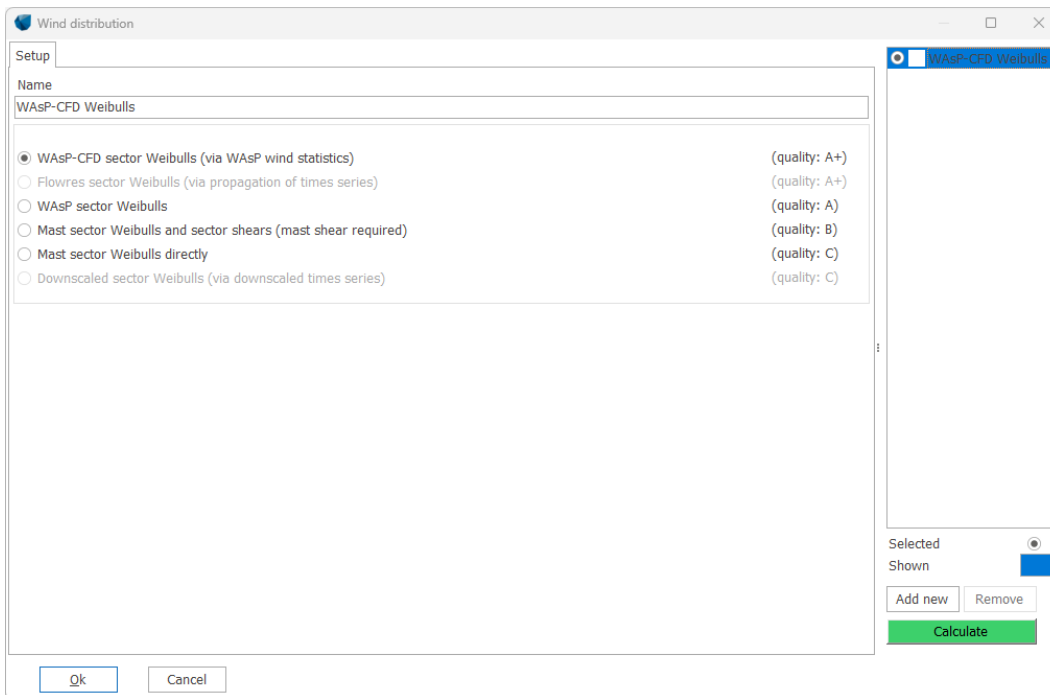 Wind distribution
Setup
Name
WAsP-CFD Weibulls
WAsP-CFD sector Weibulls (via WAsP wind statistics) (quality: A+)
Flowres sector Weibulls (via propagation of times series) (quality: A+)
WAsP sector Weibulls (quality: A)
Mast sector Weibulls and sector shears (mast shear required) (quality: B)
Mast sector Weibulls directly (quality: C)
Downscaled sector Weibulls (via downscaled times series) (quality: C)
Ok Cancel
WAsP-CFD Weibulls
Selected
Shown
Add new Remove
Calculate